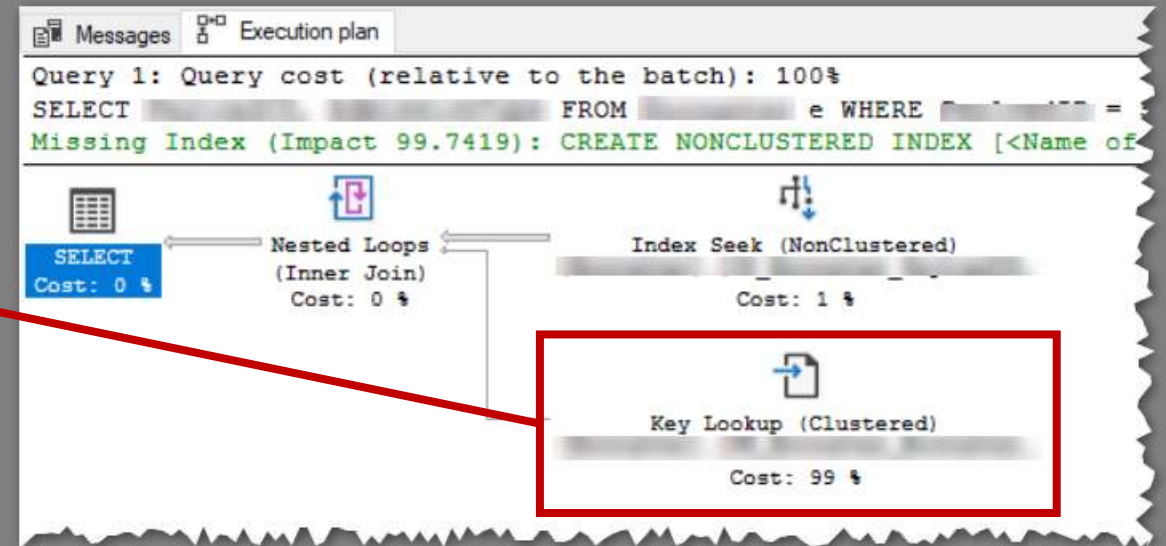 Messages Execution plan
Query 1: Query cost (relative to the batch): 100%
SELECT FROM e WHERE =
Missing Index (Impact 99.7419): CREATE NONCLUSTERED INDEX [<Name of
SELECT
Cost: 0 %
Nested Loops
(Inner Join)
Cost: 0 %
Index Seek (NonClustered)
Cost: 1 %
Key Lookup (Clustered)
Cost: 99 %